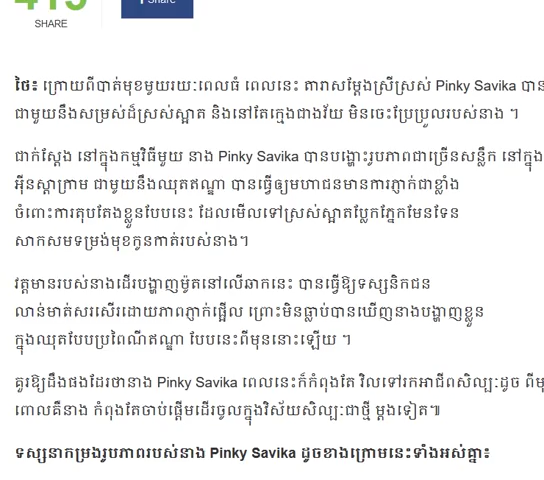 419
SHARE
Share
ថៃ៖ ក្រោយពីបាត់មុខមួយរយៈពេលធំ ពេលនេះ តារាសម្ដែងស្រីស្រស់ Pinky Savika បាន
ជាមួយនឹងសម្រស់ដ៏ស្រស់ស្អាត និងនៅតែក្មេងជាងវ័យ មិនចេះប្រែប្រួលរបស់នាង ។
ជាក់ស្ដែង នៅក្នុងកម្មវិធីមួយ នាង Pinky Savika បានបង្ហោះរូបភាពជាច្រើនសន្លឹក នៅក្នុង
អ៊ីនស្តាក្រាម ជាមួយនឹងឈុតឥណ្ឌា បានធ្វើឲ្យមហាជនមានការភ្ញាក់ជាខ្លាំង
ចំពោះការតុបតែងខ្លួនបែបនេះ ដែលមើលទៅស្រស់ស្អាតប្លែកភ្នែកមែនទែន
សាកសមទម្រង់មុខកូនកាត់របស់នាង។
វត្តមានរបស់នាងដើរបង្ហាញម៉ូតនៅលើឆាកនេះ បានធ្វើឱ្យទស្សនិកជន
លាន់មាត់សរសើរដោយភាពភ្ញាក់ផ្អើល ព្រោះមិនធ្លាប់បានឃើញនាងបង្ហាញខ្លួន
ក្នុងឈុតបែបប្រពៃណីឥណ្ឌា បែបនេះពីមុននោះឡើយ ។
គួរឱ្យដឹងផងដែរថានាង Pinky Savika ពេលនេះក៏កំពុងតែ វិលទៅរកអាជីពសិល្បៈដូច ពីមុ
ពោលគឺនាង កំពុងតែចាប់ផ្ដើមដើរចូលក្នុងវិស័យសិល្បៈជាថ្មី ម្ដងទៀត៕
ទស្សនាកម្រងរូបភាពរបស់នាង Pinky Savika ដូចខាងក្រោមនេះទាំងអស់គ្នា៖